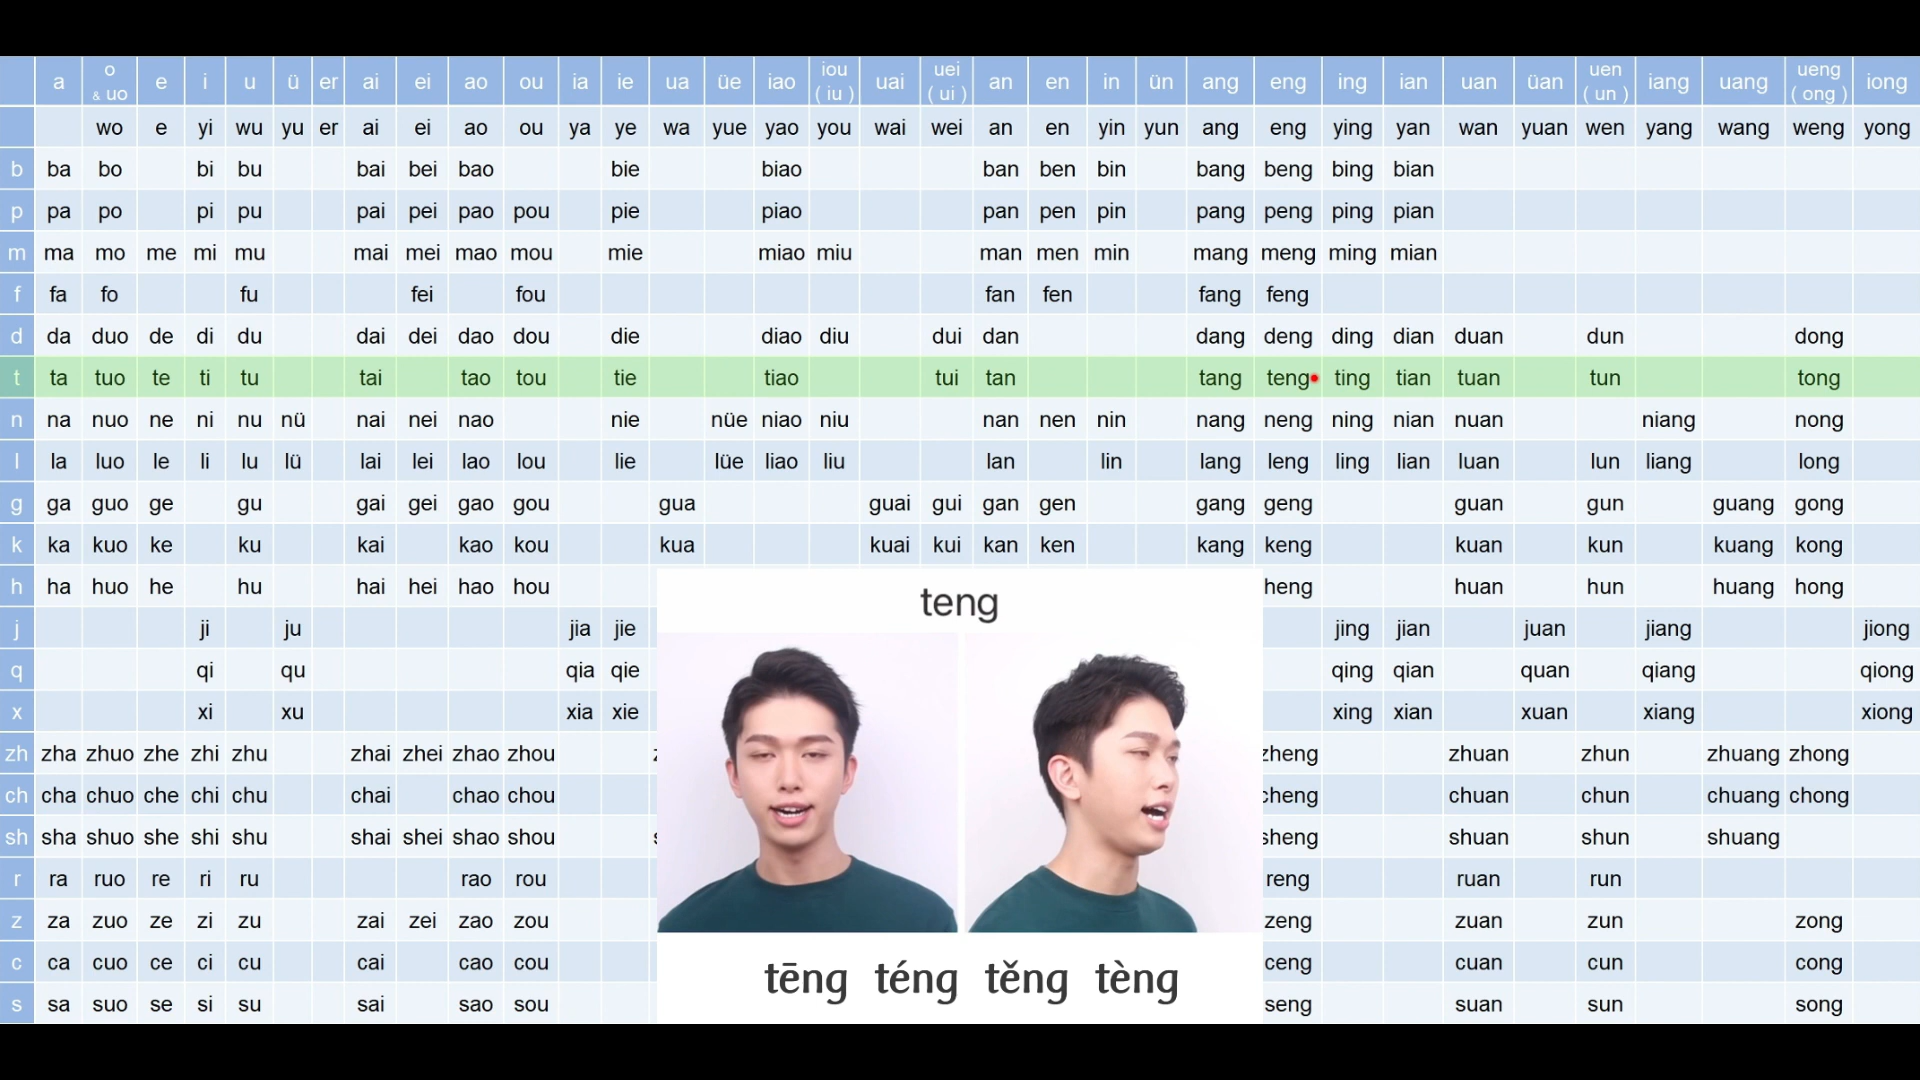 a o & uo e i u ü er ai ei ao ou ia ie ua üe iao iou ( iu ) uai uei ( ui ) an en in ün ang eng ing ian uan üan uen ( un ) iang uang ueng ( ong ) iong
wo e yi wu yu er ai ei ao ou ya ye wa yue yao you wai wei an en yin yun ang eng ying yan wan yuan wen yang wang weng yong
b ba bo bi bu bai bei bao bie biao ban ben bin bang beng bing bian
p pa po pi pu pai pei pao pou pie piao pan pen pin pang peng ping pian
m ma mo me mi mu mai mei mao mou mie miao miu man men min mang meng ming mian
f fa fo fu fei fou fan fen fang feng
d da duo de di du dai dei dao dou die diao diu dui dan dang deng ding dian duan dun dong
t ta tuo te ti tu tai tao tou tie tiao tui tan tang teng ting tian tuan tun tong
n na nuo ne ni nu nü nai nei nao nie nüe niao niu nan nen nin nang neng ning nian nuan niang nong
l la luo le li lu lü lai lei lao lou lie lüe liao liu lan lin lang leng ling lian luan lun liang long
g ga guo ge gu gai gei gao gou gua guai gui gan gen gang geng guan gun guang gong
k ka kuo ke ku kai kao kou kua kuai kui kan ken kang keng kuan kun kuang kong
h ha huo he hu hai hei hao hou heng huan hun huang hong
j ji ju jia jie jing jian juan jiang jiong
q qi qu qia qie qing qian quan qiang qiong
x xi xu xia xie xing xian xuan xiang xiong
zh zha zhuo zhe zhi zhu zhai zhei zhao zhou zheng zhuan zhun zhuang zhong
ch cha chuo che chi chu chai chao chou cheng chuan chun chuang chong
sh sha shuo she shi shu shai shei shao shou sheng shuan shun shuang
r ra ruo re ri ru rao rou reng ruan run
z za zuo ze zi zu zai zei zao zou zeng zuan zun zong
c ca cuo ce ci cu cai cao cou ceng cuan cun cong
s sa suo se si su sai sao sou seng suan sun song
teng
tēng téng těng tèng